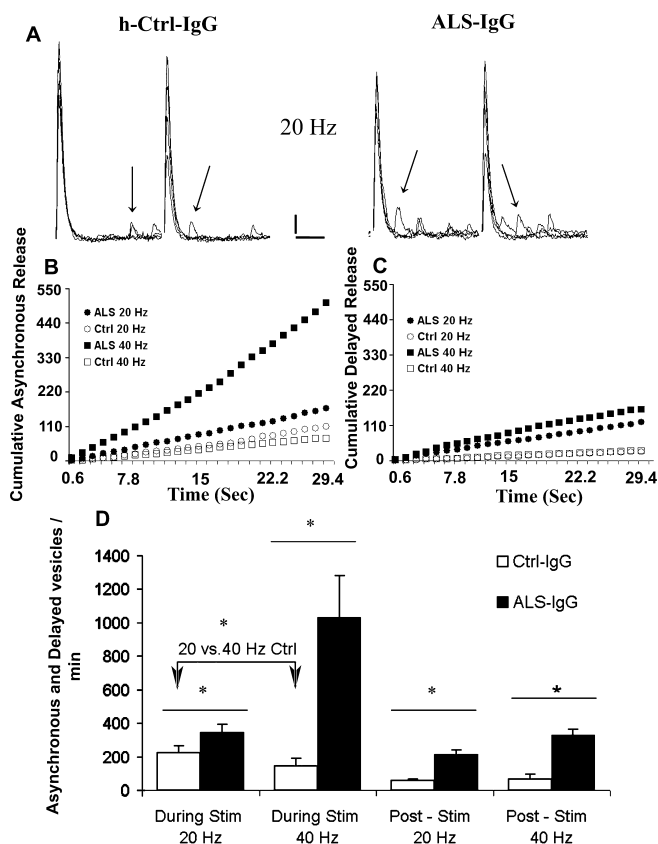 A
h-Ctrl-IgG
ALS-IgG
20 Hz
B
Cumulative Asynchronous Release
550
440
330
220
110
0
ALS 20 Hz
Ctrl 20 Hz
ALS 40 Hz
Ctrl 40 Hz
0.6 7.8 15 22.2 29.4
Time (Sec)
C
Cumulative Delayed Release
550
440
330
220
110
0
ALS 20 Hz
Ctrl 20 Hz
ALS 40 Hz
Ctrl 40 Hz
0.6 7.8 15 22.2 29.4
Time (Sec)
D
Asynchronous and Delayed vesicles /
min
1400
1200
1000
800
600
400
200
0
*
*
20 vs.40 Hz Ctrl
*
*
*
Ctrl-IgG
ALS-IgG
During Stim
20 Hz
During Stim
40 Hz
Post - Stim
20 Hz
Post - Stim
40 Hz